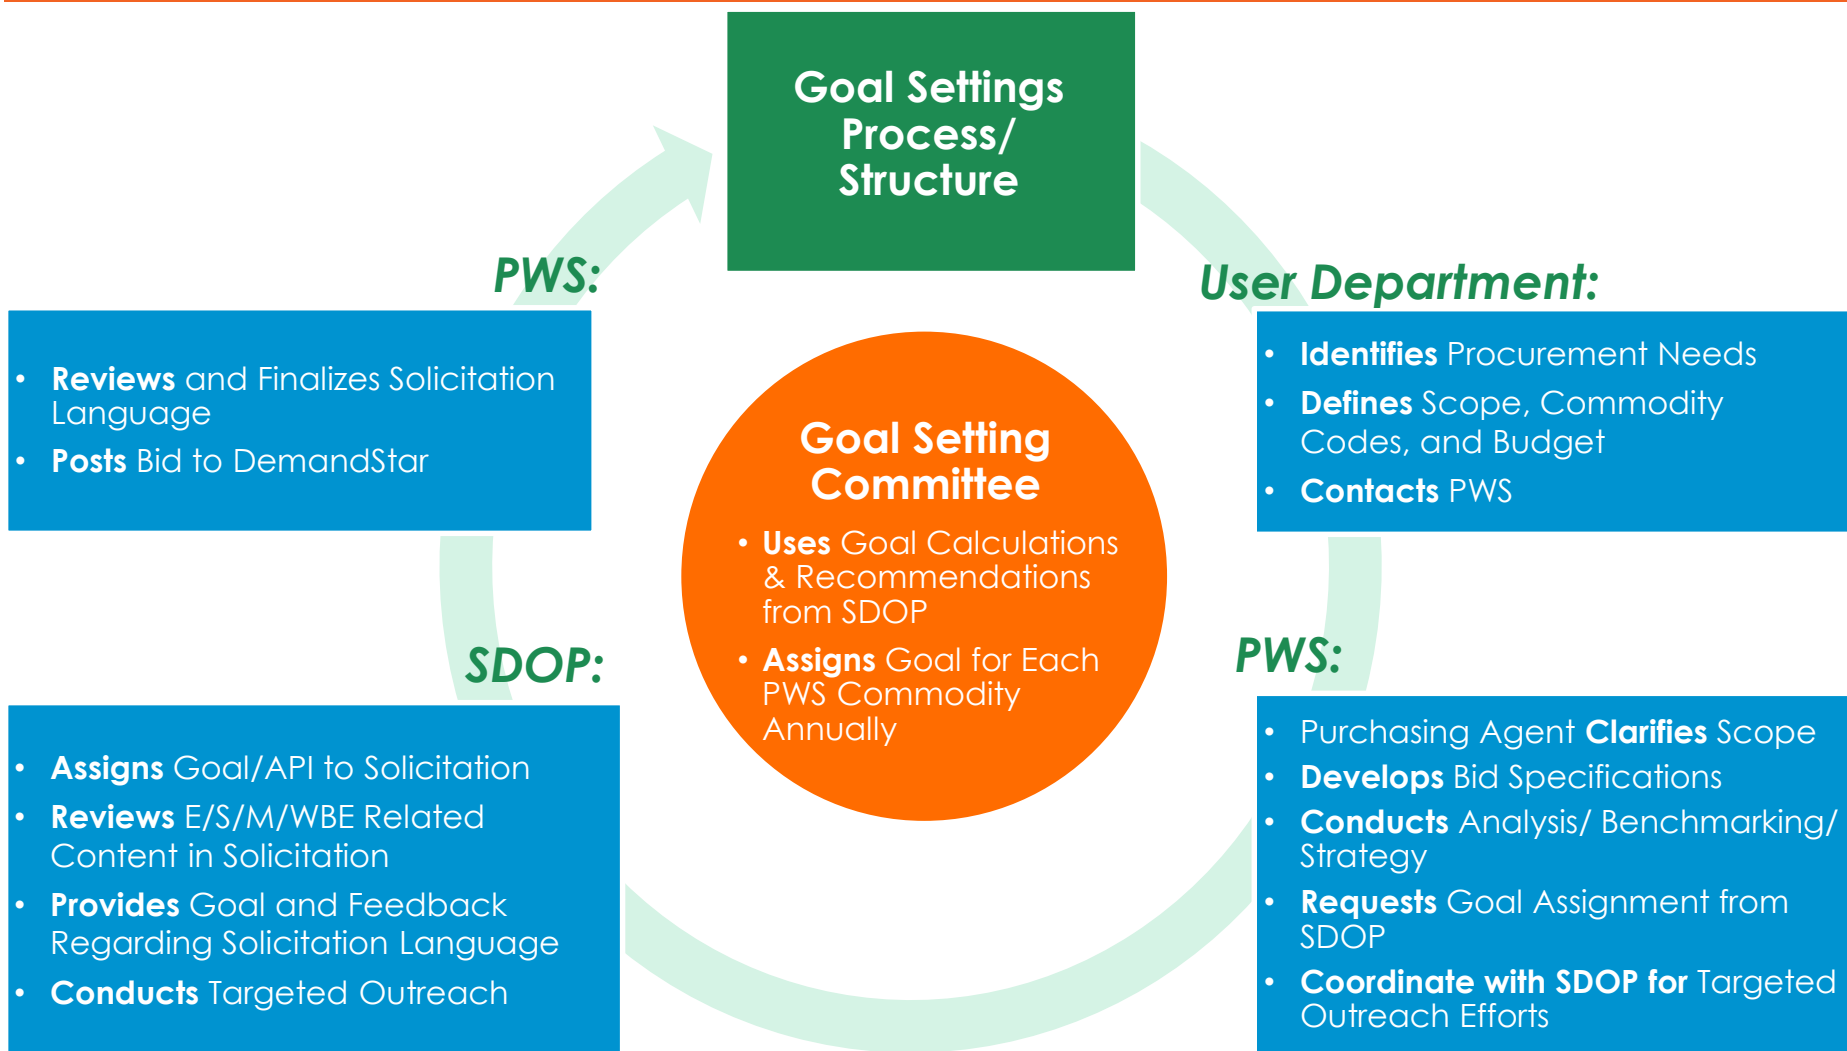 Goal Settings
Process/
Structure
User Department:
• Identifies Procurement Needs
• Defines Scope, Commodity
Codes, and Budget
• Contacts PWS
PWS:
• Purchasing Agent Clarifies Scope
• Develops Bid Specifications
• Conducts Analysis/ Benchmarking/
Strategy
• Requests Goal Assignment from
SDOP
• Coordinate with SDOP for Targeted
Outreach Efforts
SDOP:
• Assigns Goal/API to Solicitation
• Reviews E/S/M/WBE Related
Content in Solicitation
• Provides Goal and Feedback
Regarding Solicitation Language
• Conducts Targeted Outreach
PWS:
• Reviews and Finalizes Solicitation
Language
• Posts Bid to DemandStar
Goal Setting
Committee
• Uses Goal Calculations
& Recommendations
from SDOP
• Assigns Goal for Each
PWS Commodity
Annually